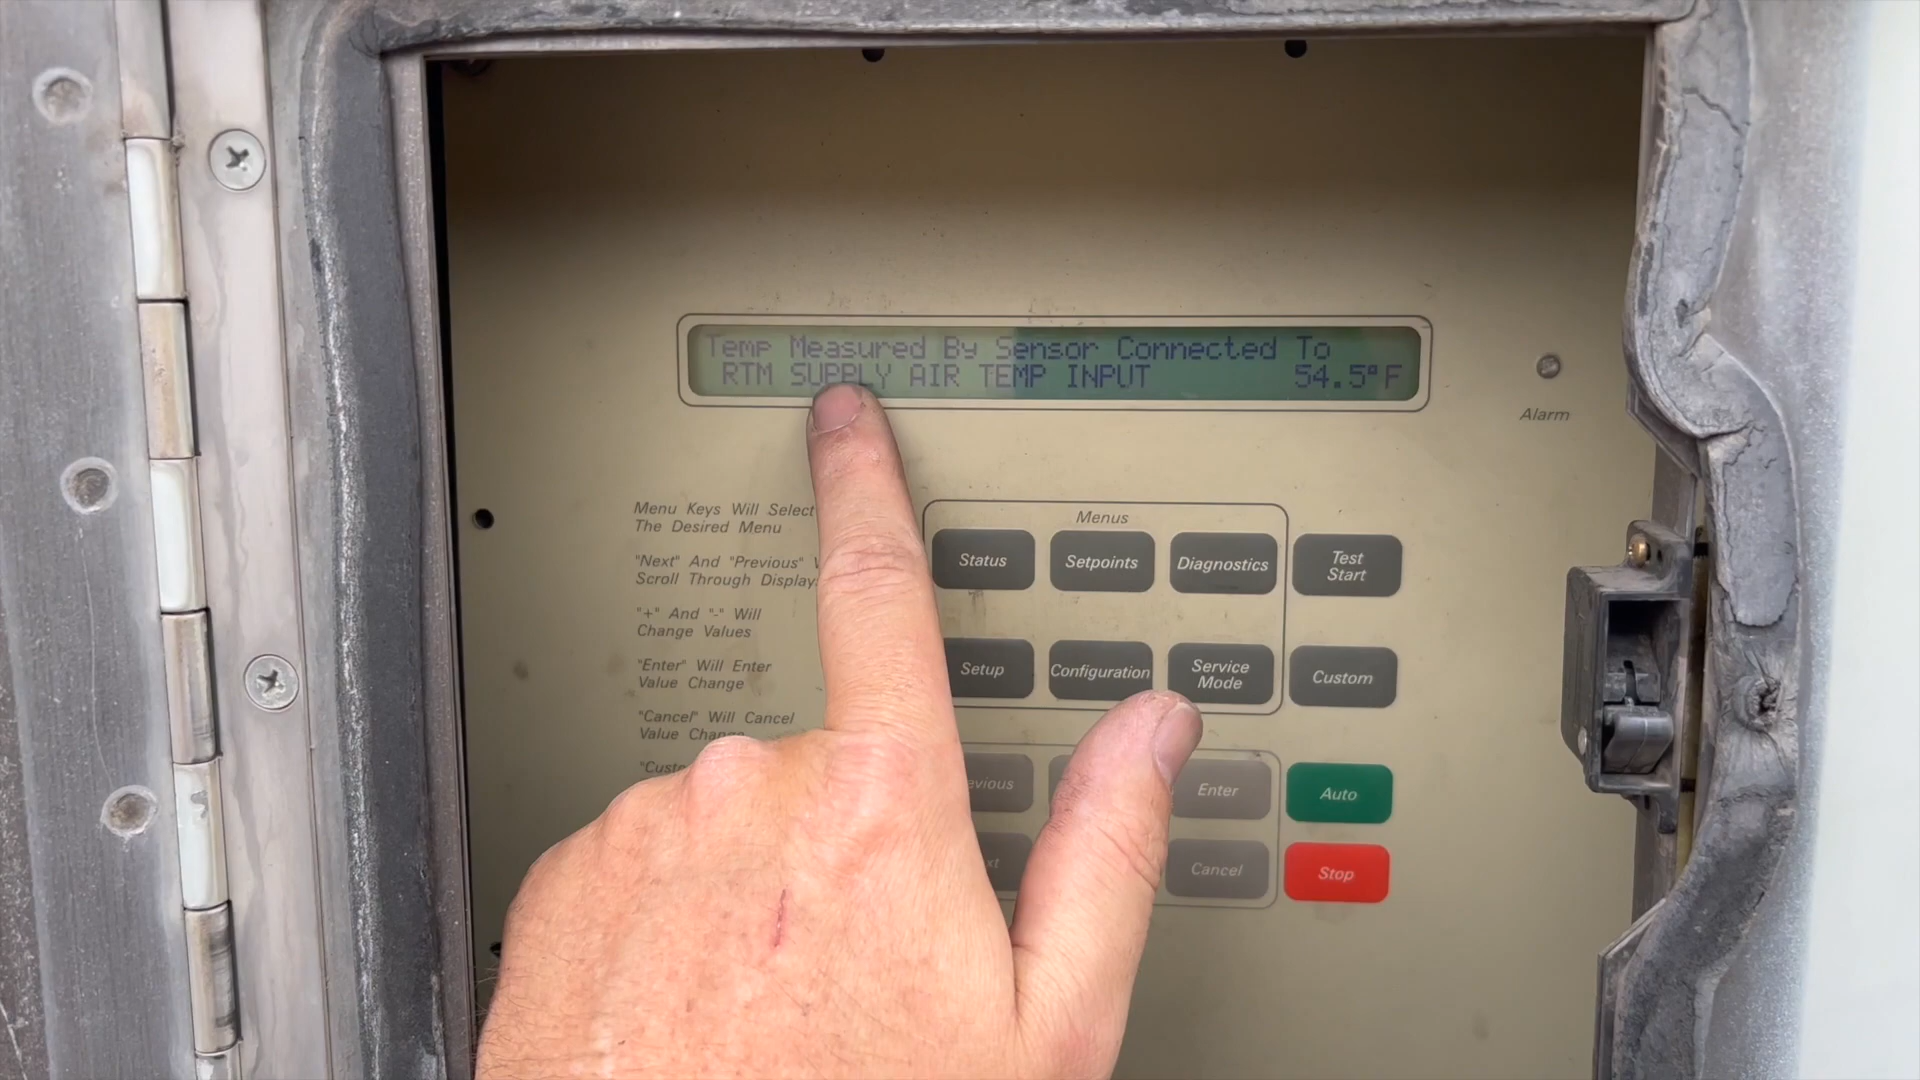 Temp Measured By Sensor Connected To
RTM SUPPLY AIR TEMP INPUT 54.5°F
Alarm
Menu Keys Will Select
The Desired Menu
"Next" And "Previous"
Scroll Through Display
"+" And "-" Will
Change Values
"Enter" Will Enter
Value Change
"Cancel" Will Cancel
Value Change
Menus
Status
Setpoints
Diagnostics
Test
Start
Setup
Configuration
Service
Mode
Custom
Enter
Auto
Cancel
Stop